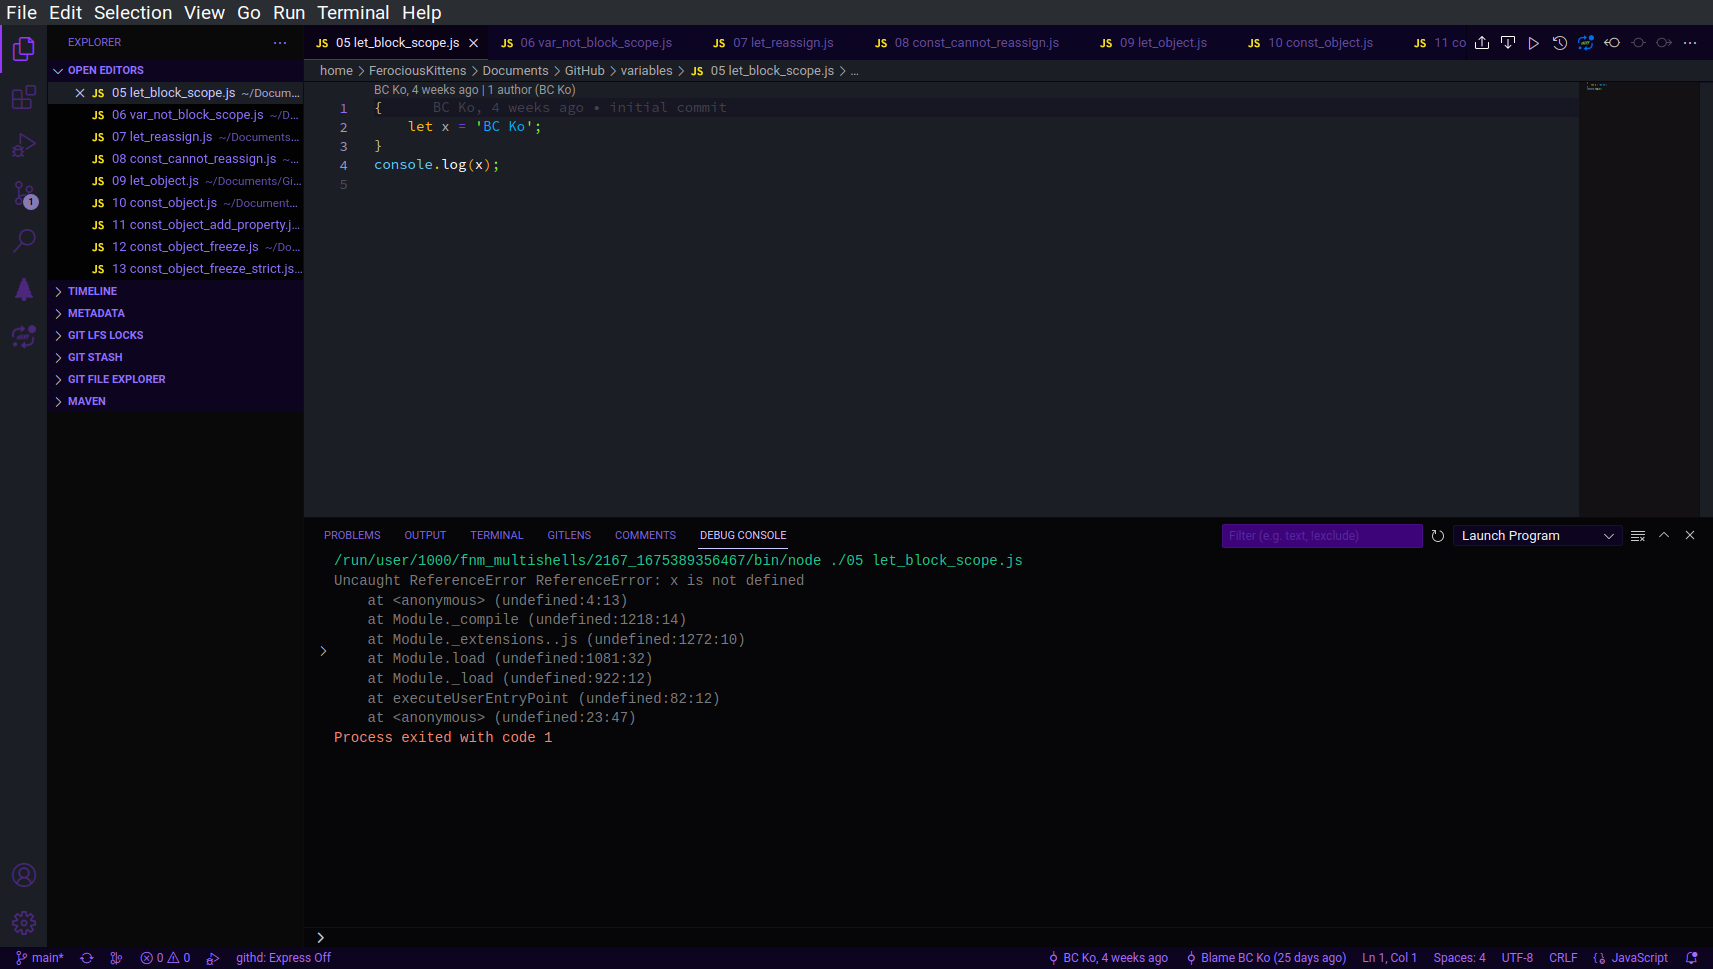 File Edit Selection View Go Run Terminal Help
EXPLORER
OPEN EDITORS
JS 05 let_block_scope.js ~/Docum...
JS 06 var_not_block_scope.js ~/D...
JS 07 let_reassign.js ~/Documents...
JS 08 const_cannot_reassign.js ~...
JS 09 let_object.js ~/Documents/Gi...
JS 10 const_object.js ~/Document...
JS 11 const_object_add_property.j...
JS 12 const_object_freeze.js ~/Do...
JS 13 const_object_freeze_strict.js...
TIMELINE
METADATA
GIT LFS LOCKS
GIT STASH
GIT FILE EXPLORER
MAVEN
JS 05 let_block_scope.js JS 06 var_not_block_scope.js JS 07 let_reassign.js JS 08 const_cannot_reassign.js JS 09 let_object.js JS 10 const_object.js JS 11 co
home > FerociousKittens > Documents > GitHub > variables > JS 05 let_block_scope.js > ...
BC Ko, 4 weeks ago | 1 author (BC Ko)
1 { BC Ko, 4 weeks ago • initial commit
2 let x = 'BC Ko';
3 }
4 console.log(x);
5
PROBLEMS OUTPUT TERMINAL GITLENS COMMENTS DEBUG CONSOLE Filter (e.g. text, !exclude) Launch Program
/run/user/1000/fnm_multishells/2167_1675389356467/bin/node ./05 let_block_scope.js
Uncaught ReferenceError ReferenceError: x is not defined
at <anonymous> (undefined:4:13)
at Module._compile (undefined:1218:14)
at Module._extensions..js (undefined:1272:10)
at Module.load (undefined:1081:32)
at Module._load (undefined:922:12)
at executeUserEntryPoint (undefined:82:12)
at <anonymous> (undefined:23:47)
Process exited with code 1
1
main* 0 0 githd: Express Off BC Ko, 4 weeks ago Blame BC Ko (25 days ago) Ln 1, Col 1 Spaces: 4 UTF-8 CRLF JavaScript